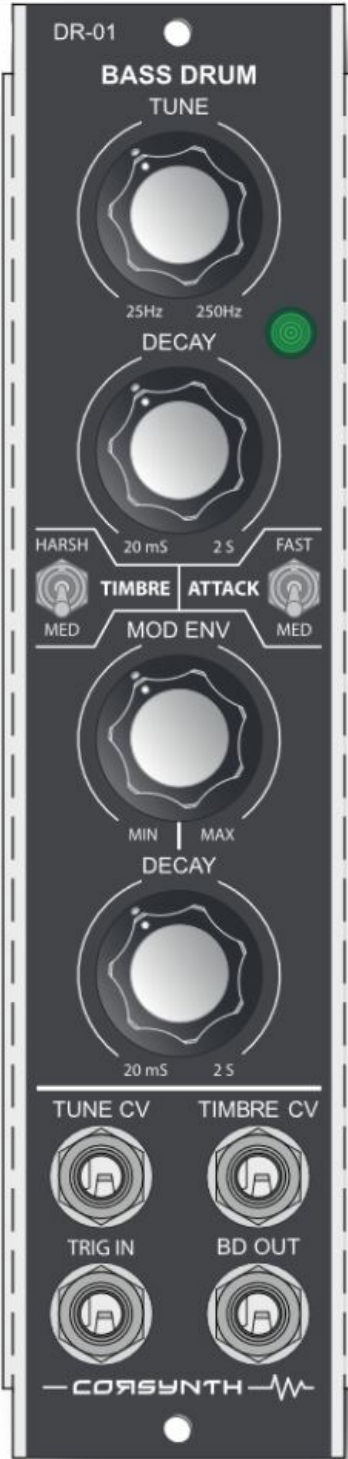 DR-01
BASS DRUM
TUNE
25Hz 250Hz
DECAY
20 mS 2 S
HARSH FAST
TIMBRE ATTACK
MED MED
MOD ENV
MIN MAX
DECAY
20 mS 2 S
TUNE CV TIMBRE CV
TRIG IN BD OUT
CORSYNTH